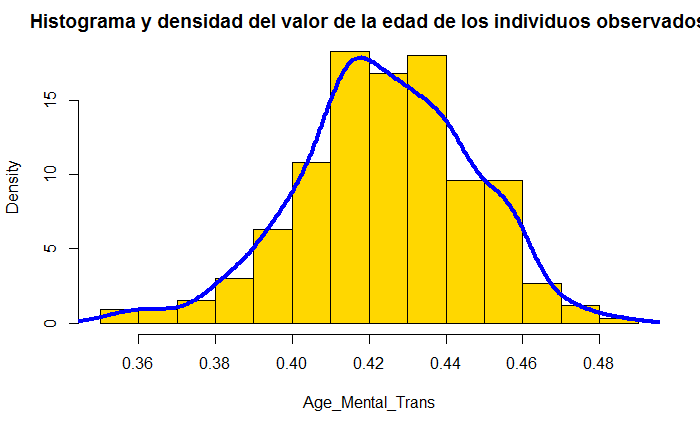 Histograma y densidad del valor de la edad de los individuos observados
Density
15
10
5
0
0.36 0.38 0.40 0.42 0.44 0.46 0.48
Age_Mental_Trans